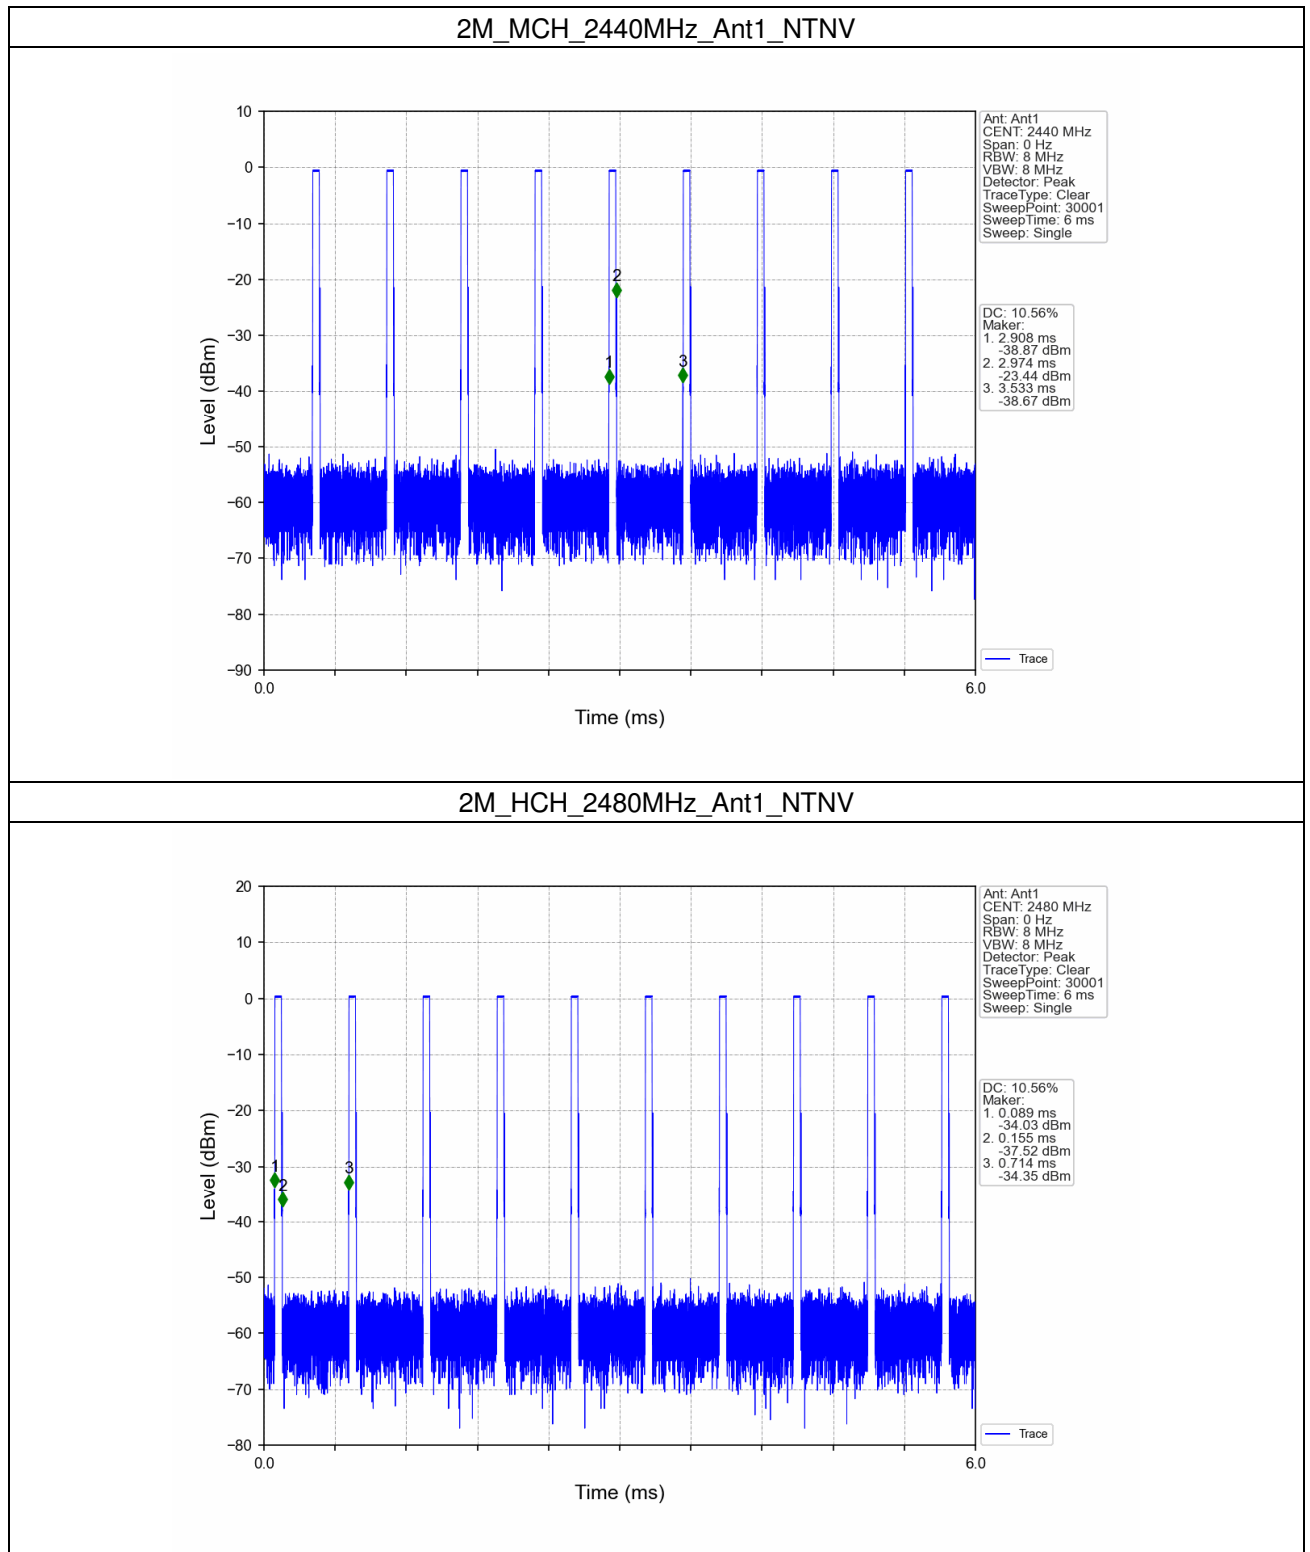 2M_MCH_2440MHz_Ant1_NTNV
10
0
−10
−20
−30
−40
−50
−60
−70
−80
−90
Level (dBm)
0.0
6.0
Time (ms)
1
2
3
Ant: Ant1
CENT: 2440 MHz
Span: 0 Hz
RBW: 8 MHz
VBW: 8 MHz
Detector: Peak
TraceType: Clear
SweepPoint: 30001
SweepTime: 6 ms
Sweep: Single
DC: 10.56%
Maker:
1. 2.908 ms
-38.87 dBm
2. 2.974 ms
-23.44 dBm
3. 3.533 ms
-38.67 dBm
Trace
2M_HCH_2480MHz_Ant1_NTNV
20
10
0
−10
−20
−30
−40
−50
−60
−70
−80
Level (dBm)
0.0
6.0
Time (ms)
1
2
3
Ant: Ant1
CENT: 2480 MHz
Span: 0 Hz
RBW: 8 MHz
VBW: 8 MHz
Detector: Peak
TraceType: Clear
SweepPoint: 30001
SweepTime: 6 ms
Sweep: Single
DC: 10.56%
Maker:
1. 0.089 ms
-34.03 dBm
2. 0.155 ms
-37.52 dBm
3. 0.714 ms
-34.35 dBm
Trace